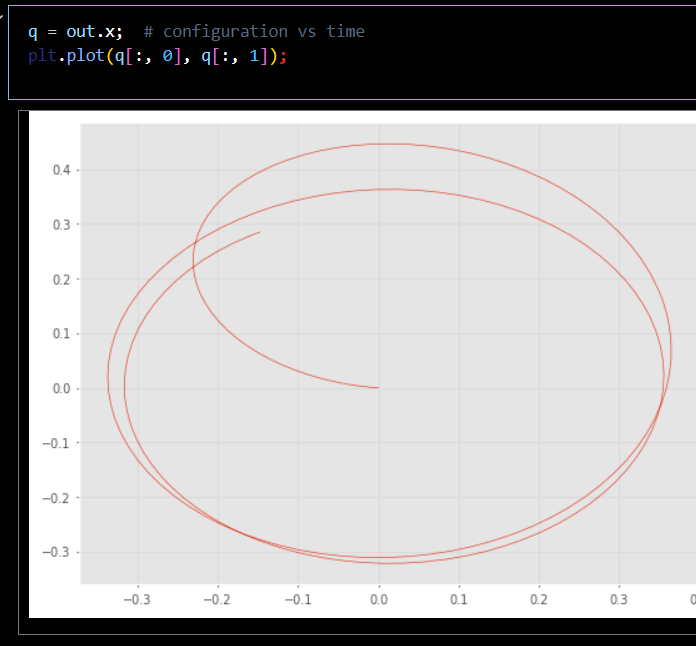 q = out.x;  # configuration vs time
plt.plot(q[:, 0], q[:, 1]);
0.4
0.3
0.2
0.1
0.0
−0.1
−0.2
−0.3
−0.3 −0.2 −0.1 0.0 0.1 0.2 0.3